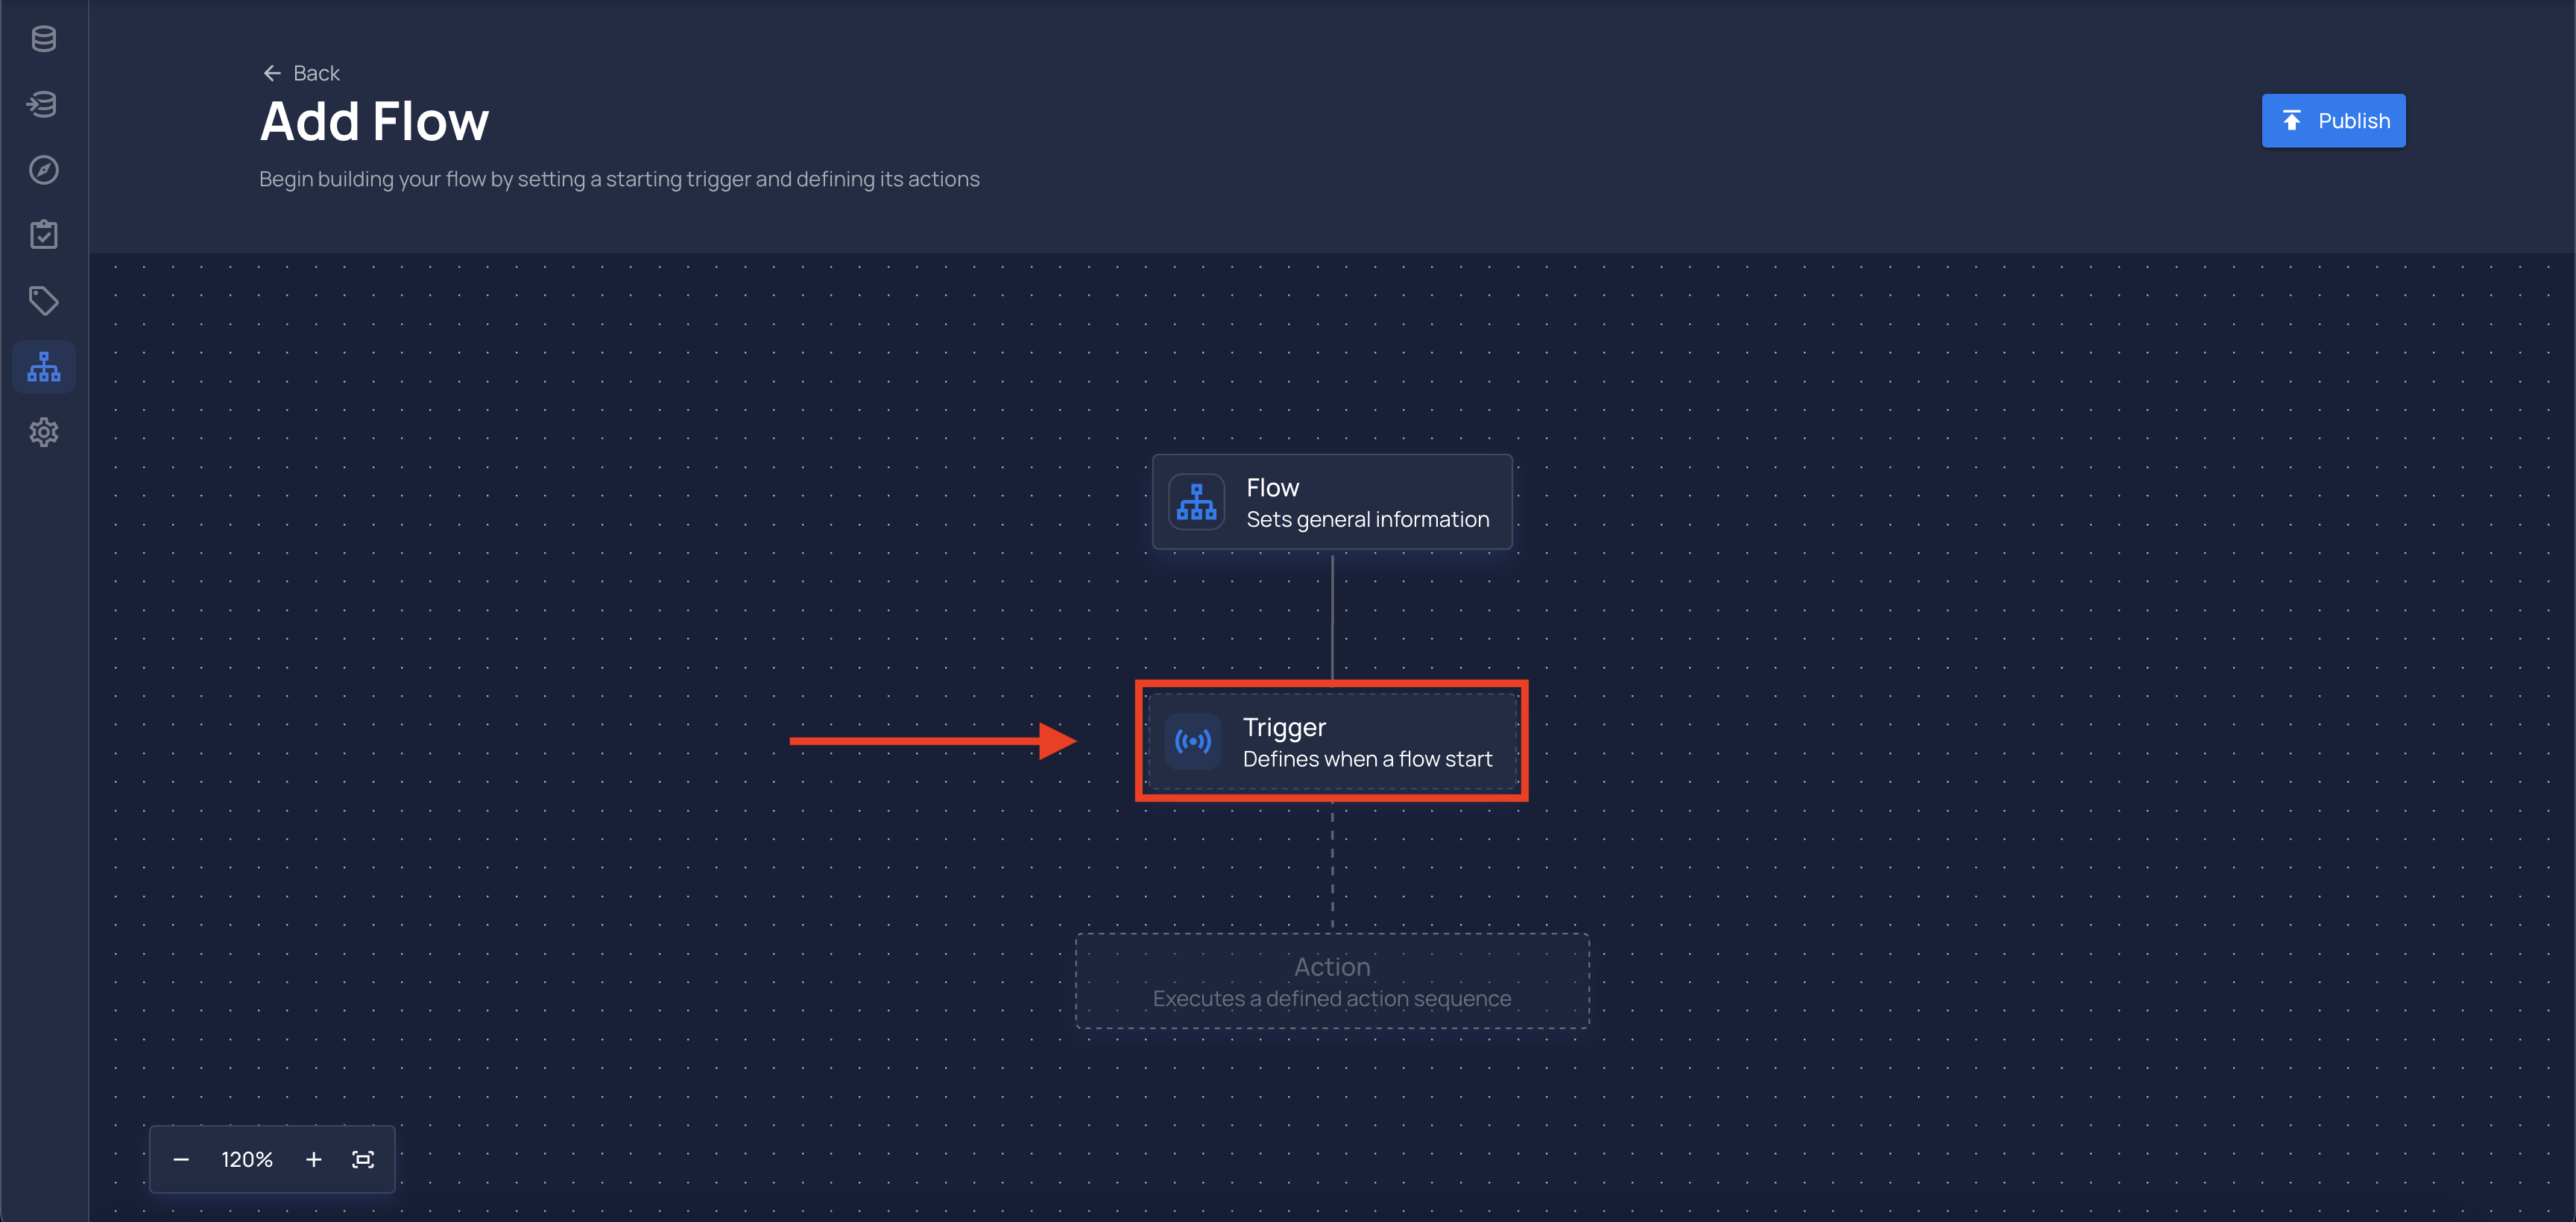 Back
Add Flow
Publish
Begin building your flow by setting a starting trigger and defining its actions
Flow
Sets general information
Trigger
Defines when a flow start
Action
Executes a defined action sequence
120%